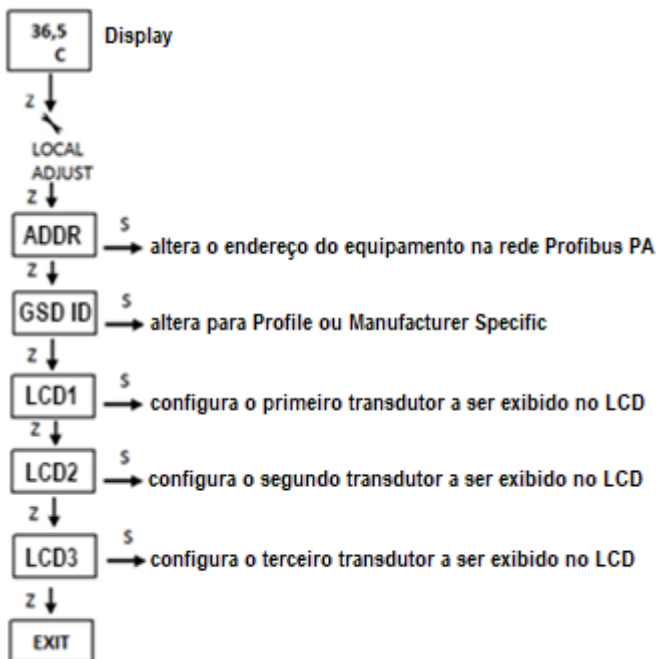 36,5
C
Display
Z
LOCAL
ADJUST
Z
ADDR
S
altera o endereço do equipamento na rede Profibus PA
Z
GSD ID
S
altera para Profile ou Manufacturer Specific
Z
LCD1
S
configura o primeiro transdutor a ser exibido no LCD
Z
LCD2
S
configura o segundo transdutor a ser exibido no LCD
Z
LCD3
S
configura o terceiro transdutor a ser exibido no LCD
Z
EXIT